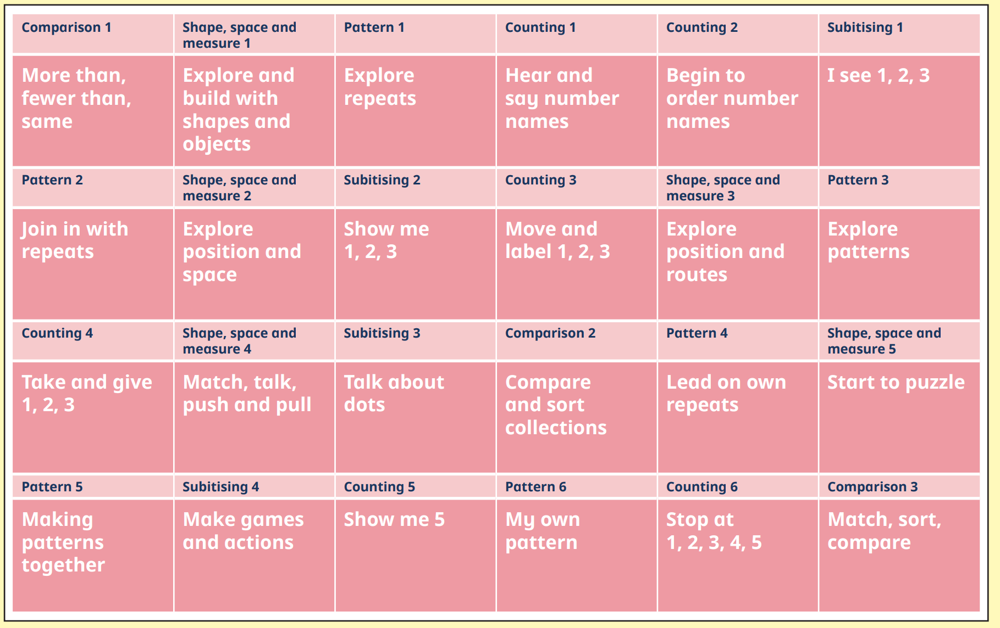 Comparison 1
Shape, space and
measure 1
Pattern 1
Counting 1
Counting 2
Subitising 1
More than,
fewer than,
same
Explore and
build with
shapes and
objects
Explore
repeats
Hear and
say number
names
Begin to
order number
names
I see 1, 2, 3
Pattern 2
Shape, space and
measure 2
Subitising 2
Counting 3
Shape, space and
measure 3
Pattern 3
Join in with
repeats
Explore
position and
space
Show me
1, 2, 3
Move and
label 1, 2, 3
Explore
position and
routes
Explore
patterns
Counting 4
Shape, space and
measure 4
Subitising 3
Comparison 2
Pattern 4
Shape, space and
measure 5
Take and give
1, 2, 3
Match, talk,
push and pull
Talk about
dots
Compare
and sort
collections
Lead on own
repeats
Start to puzzle
Pattern 5
Subitising 4
Counting 5
Pattern 6
Counting 6
Comparison 3
Making
patterns
together
Make games
and actions
Show me 5
My own
pattern
Stop at
1, 2, 3, 4, 5
Match, sort,
compare